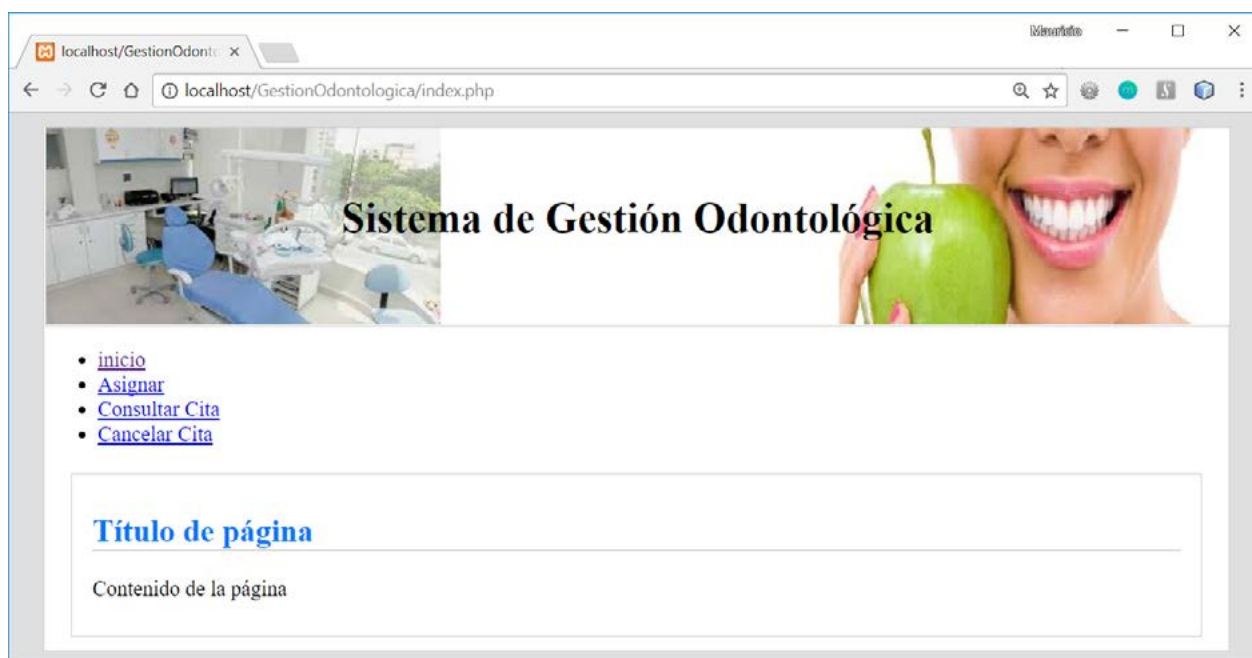 Mauricio
localhost/GestionOdonto
localhost/GestionOdontologica/index.php
Sistema de Gestión Odontológica
inicio
Asignar
Consultar Cita
Cancelar Cita
Título de página
Contenido de la página